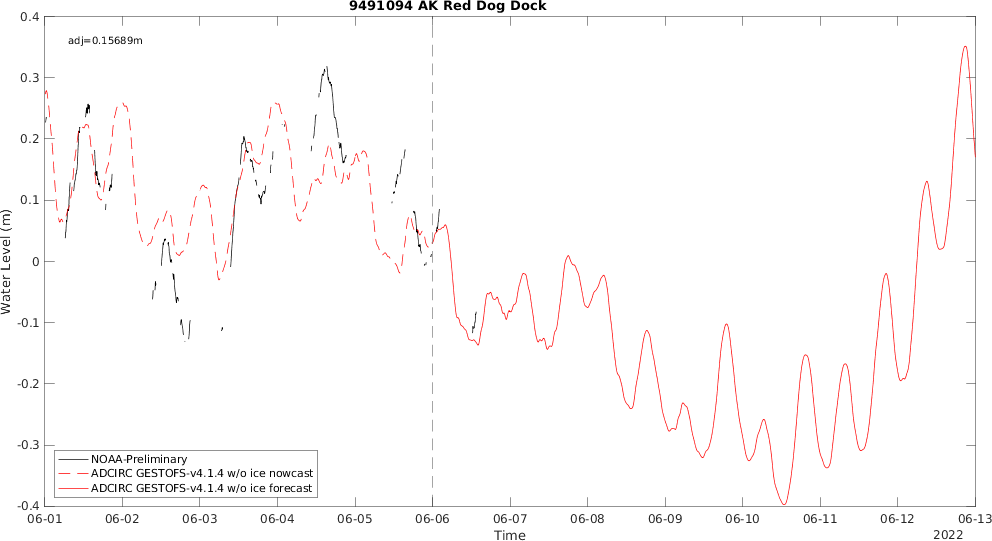 9491094 AK Red Dog Dock
adj=0.15689m
Water Level (m)
0.4
0.3
0.2
0.1
0
-0.1
-0.2
-0.3
-0.4
NOAA-Preliminary
ADCIRC GESTOFS-v4.1.4 w/o ice nowcast
ADCIRC GESTOFS-v4.1.4 w/o ice forecast
06-01 06-02 06-03 06-04 06-05 06-06 06-07 06-08 06-09 06-10 06-11 06-12 06-13
Time
2022